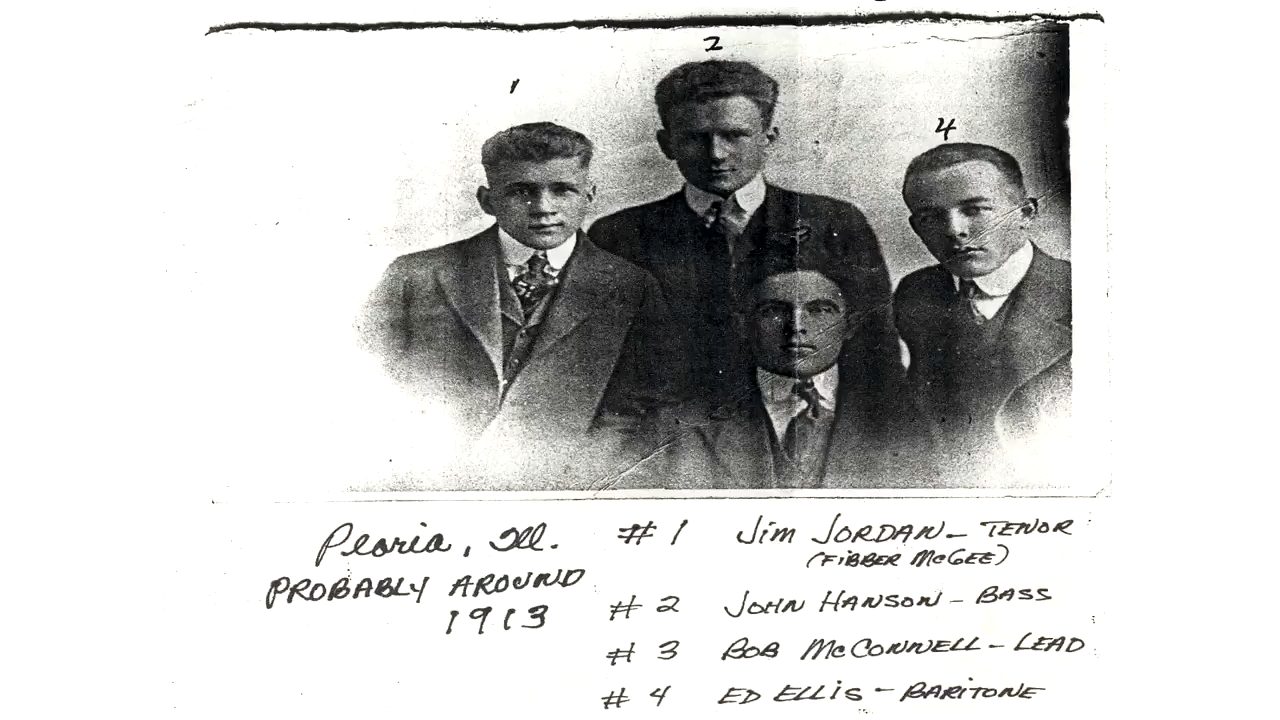 2
1
4
3
Peoria, Ill.
PROBABLY AROUND
1913
# 1 Jim JORDAN - TENOR
(FiBBER McGEE)
# 2 JOHN HANSON - BASS
# 3 BOB McCONNELL - LEAD
# 4 ED ELLiS - BARiTONE